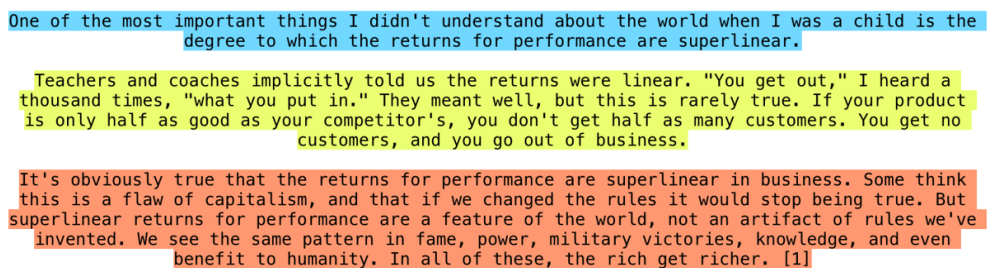 One of the most important things I didn't understand about the world when I was a child is the
degree to which the returns for performance are superlinear.
Teachers and coaches implicitly told us the returns were linear. "You get out," I heard a
thousand times, "what you put in." They meant well, but this is rarely true. If your product
is only half as good as your competitor's, you don't get half as many customers. You get no
customers, and you go out of business.
It's obviously true that the returns for performance are superlinear in business. Some think
this is a flaw of capitalism, and that if we changed the rules it would stop being true. But
superlinear returns for performance are a feature of the world, not an artifact of rules we've
invented. We see the same pattern in fame, power, military victories, knowledge, and even
benefit to humanity. In all of these, the rich get richer. [1]